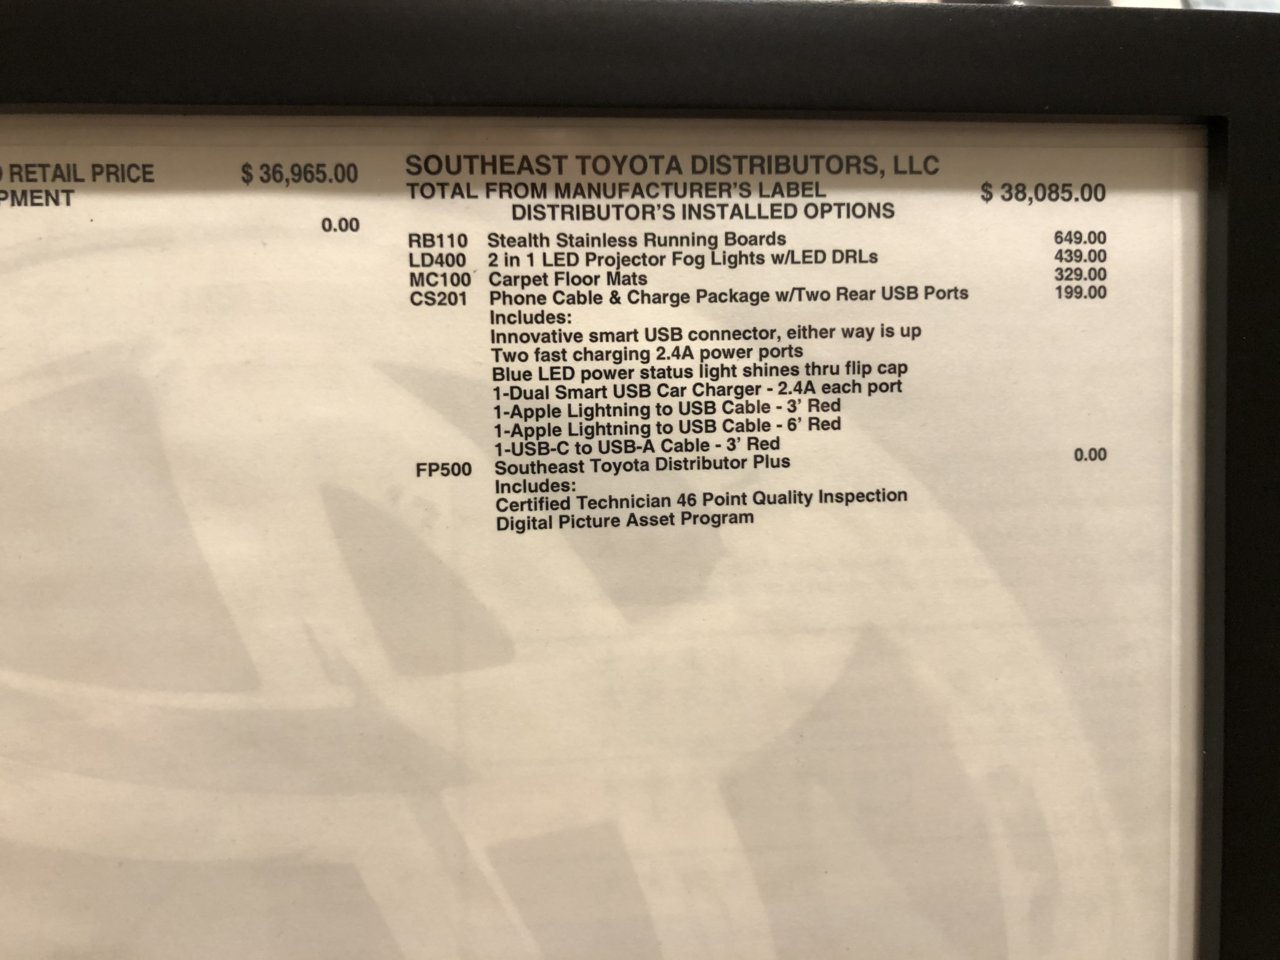 RETAIL PRICE $ 36,965.00
0.00
SOUTHEAST TOYOTA DISTRIBUTORS, LLC
TOTAL FROM MANUFACTURER'S LABEL $ 38,085.00
DISTRIBUTOR'S INSTALLED OPTIONS
RB110 Stealth Stainless Running Boards 649.00
LD400 2 in 1 LED Projector Fog Lights w/LED DRLs 439.00
MC100 Carpet Floor Mats 329.00
CS201 Phone Cable & Charge Package w/Two Rear USB Ports 199.00
Includes:
Innovative smart USB connector, either way is up
Two fast charging 2.4A power ports
Blue LED power status light shines thru flip cap
1-Dual Smart USB Car Charger - 2.4A each port
1-Apple Lightning to USB Cable - 3' Red
1-Apple Lightning to USB Cable - 6' Red
1-USB-C to USB-A Cable - 3' Red
FP500 Southeast Toyota Distributor Plus 0.00
Includes:
Certified Technician 46 Point Quality Inspection
Digital Picture Asset Program